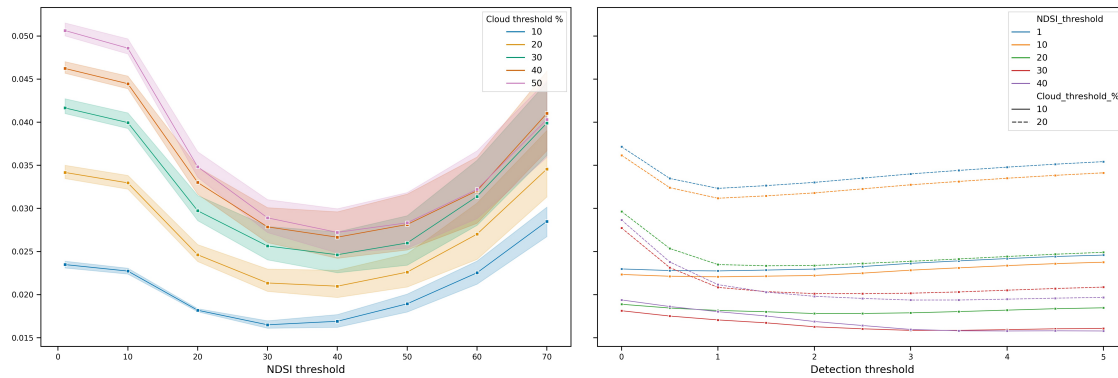 Cloud threshold %
10
20
30
40
50
0.050
0.045
0.040
0.035
0.030
0.025
0.020
0.015
0 10 20 30 40 50 60 70
NDSI threshold
NDSI_threshold
1
10
20
30
40
Cloud_threshold_%
10
20
0 1 2 3 4 5
Detection threshold